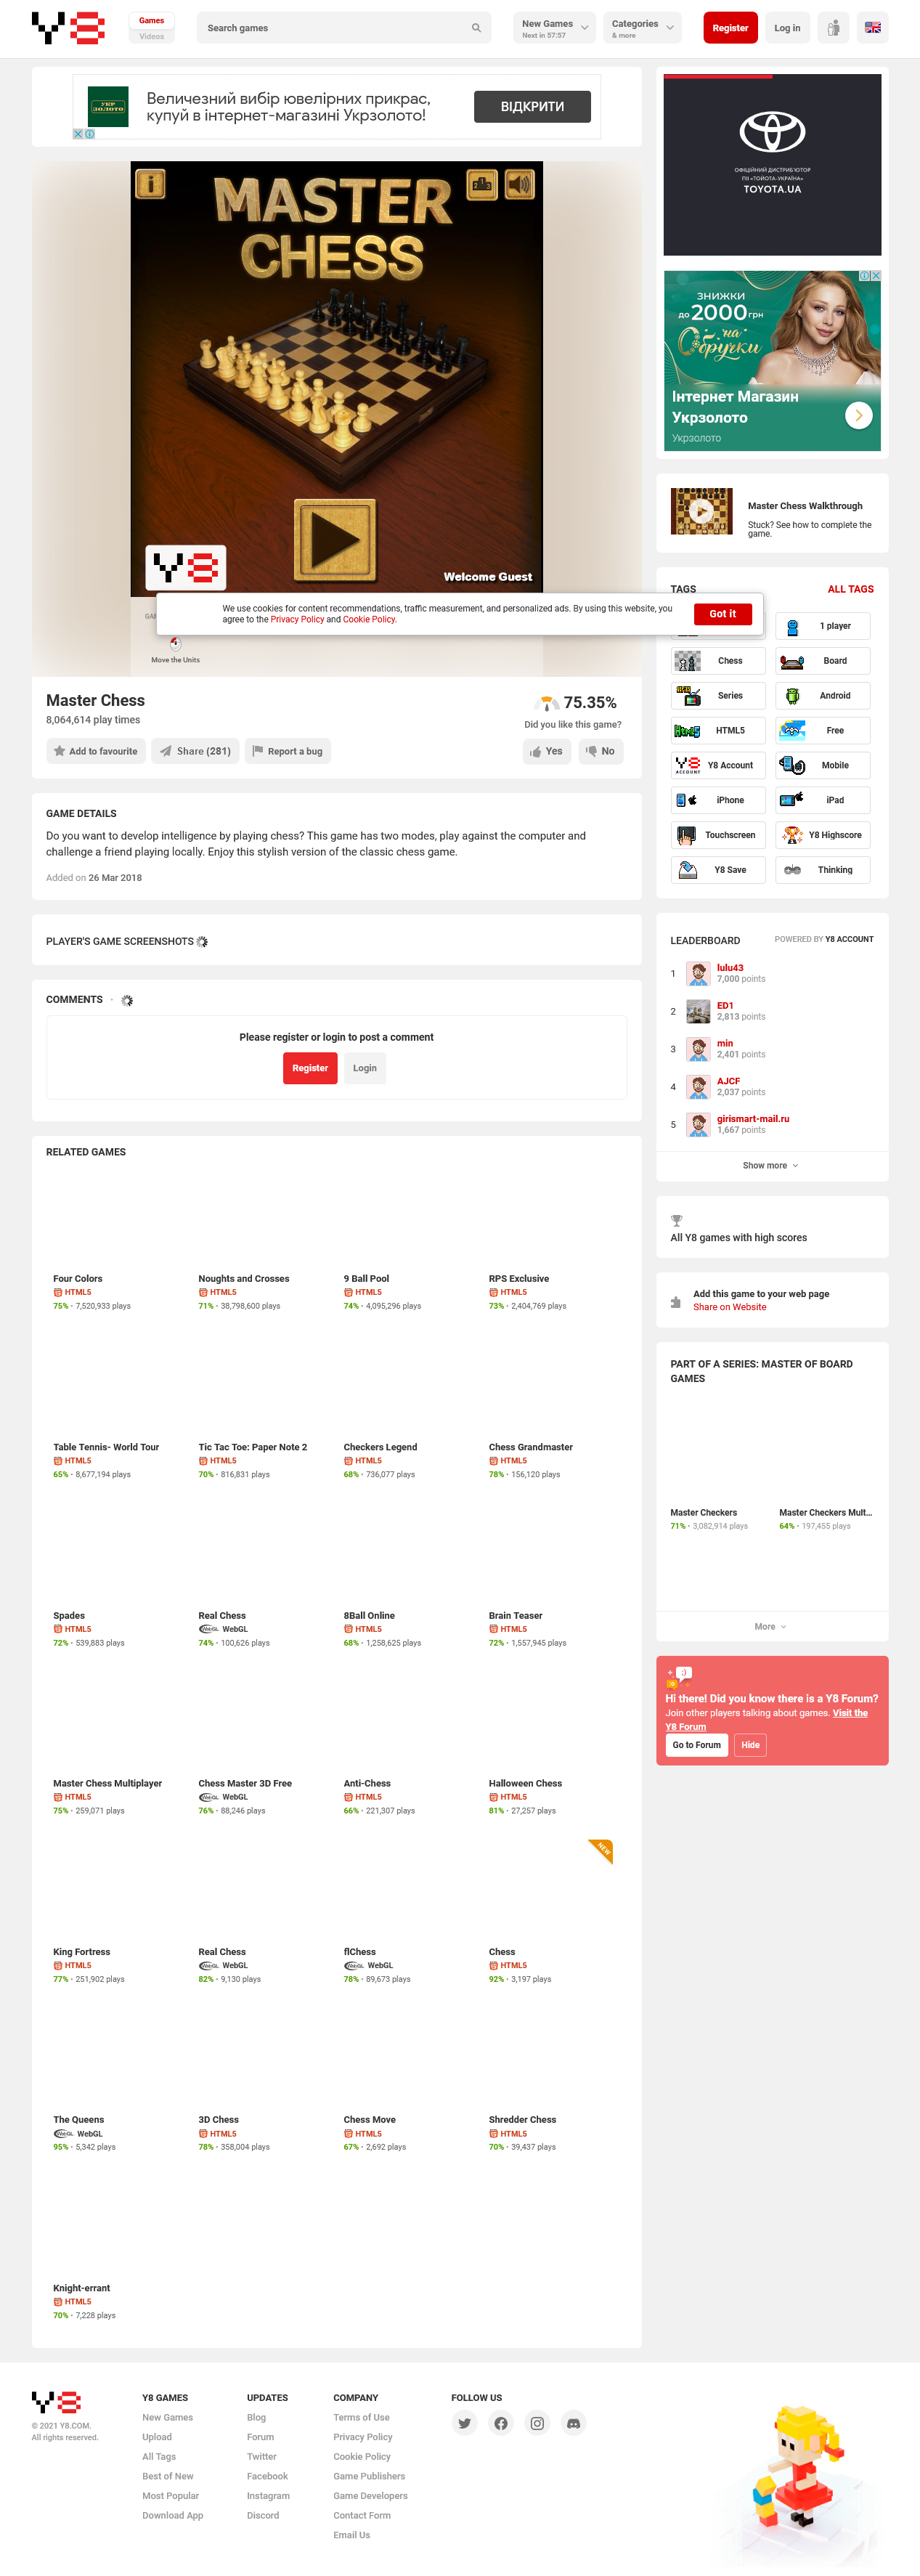 Y8
Games
Videos
Search games
New Games
Next in 57:57
Categories
& more
Register
Log in
УКР
ЗОЛОТО
Величезний вибір ювелірних прикрас,
купуй в інтернет-магазині Укрзолото!
ВІДКРИТИ
ОФІЦІЙНИЙ ДИСТРИБ'ЮТОР
ПІІ «ТОЙОТА-УКРАЇНА»
TOYOTA.UA
MASTER
CHESS
Y8
Welcome Guest
Move the Units
ЗНИЖКИ
до 2000 грн
на
Обручки
Інтернет Магазин
Укрзолото
Укрзолото
Master Chess Walkthrough
Stuck? See how to complete the
game.
We use cookies for content recommendations, traffic measurement, and personalized ads. By using this website, you
agree to the Privacy Policy and Cookie Policy.
Got it
Master Chess
8,064,614 play times
75.35%
Did you like this game?
Add to favourite
Share (281)
Report a bug
Yes
No
TAGS
ALL TAGS
1 player
Chess
Board
Series
Android
HTML5
Free
Y8 Account
Mobile
iPhone
iPad
Touchscreen
Y8 Highscore
Y8 Save
Thinking
GAME DETAILS
Do you want to develop intelligence by playing chess? This game has two modes, play against the computer and
challenge a friend playing locally. Enjoy this stylish version of the classic chess game.
Added on 26 Mar 2018
PLAYER'S GAME SCREENSHOTS
COMMENTS •
Please register or login to post a comment
Register
Login
LEADERBOARD
POWERED BY Y8 ACCOUNT
1
lulu43
7,000 points
2
ED1
2,813 points
3
min
2,401 points
4
AJCF
2,037 points
5
girismart-mail.ru
1,667 points
Show more
All Y8 games with high scores
Add this game to your web page
Share on Website
PART OF A SERIES: MASTER OF BOARD
GAMES
Master Checkers
71% • 3,082,914 plays
Master Checkers Mult...
64% • 197,455 plays
More
Hi there! Did you know there is a Y8 Forum?
Join other players talking about games. Visit the
Y8 Forum
Go to Forum
Hide
RELATED GAMES
Four Colors
HTML5
75% • 7,520,933 plays
Noughts and Crosses
HTML5
71% • 38,798,600 plays
9 Ball Pool
HTML5
74% • 4,095,296 plays
RPS Exclusive
HTML5
73% • 2,404,769 plays
Table Tennis- World Tour
HTML5
65% • 8,677,194 plays
Tic Tac Toe: Paper Note 2
HTML5
70% • 816,831 plays
Checkers Legend
HTML5
68% • 736,077 plays
Chess Grandmaster
HTML5
78% • 156,120 plays
Spades
HTML5
72% • 539,883 plays
Real Chess
WebGL
74% • 100,626 plays
8Ball Online
HTML5
68% • 1,258,625 plays
Brain Teaser
HTML5
72% • 1,557,945 plays
Master Chess Multiplayer
HTML5
75% • 259,071 plays
Chess Master 3D Free
WebGL
76% • 88,246 plays
Anti-Chess
HTML5
66% • 221,307 plays
Halloween Chess
HTML5
81% • 27,257 plays
NEW
King Fortress
HTML5
77% • 251,902 plays
Real Chess
WebGL
82% • 9,130 plays
flChess
WebGL
78% • 89,673 plays
Chess
HTML5
92% • 3,197 plays
The Queens
WebGL
95% • 5,342 plays
3D Chess
HTML5
78% • 358,004 plays
Chess Move
HTML5
67% • 2,692 plays
Shredder Chess
HTML5
70% • 39,437 plays
Knight-errant
HTML5
70% • 7,228 plays
Y8
© 2021 Y8.COM.
All rights reserved.
Y8 GAMES
New Games
Upload
All Tags
Best of New
Most Popular
Download App
UPDATES
Blog
Forum
Twitter
Facebook
Instagram
Discord
COMPANY
Terms of Use
Privacy Policy
Cookie Policy
Game Publishers
Game Developers
Contact Form
Email Us
FOLLOW US